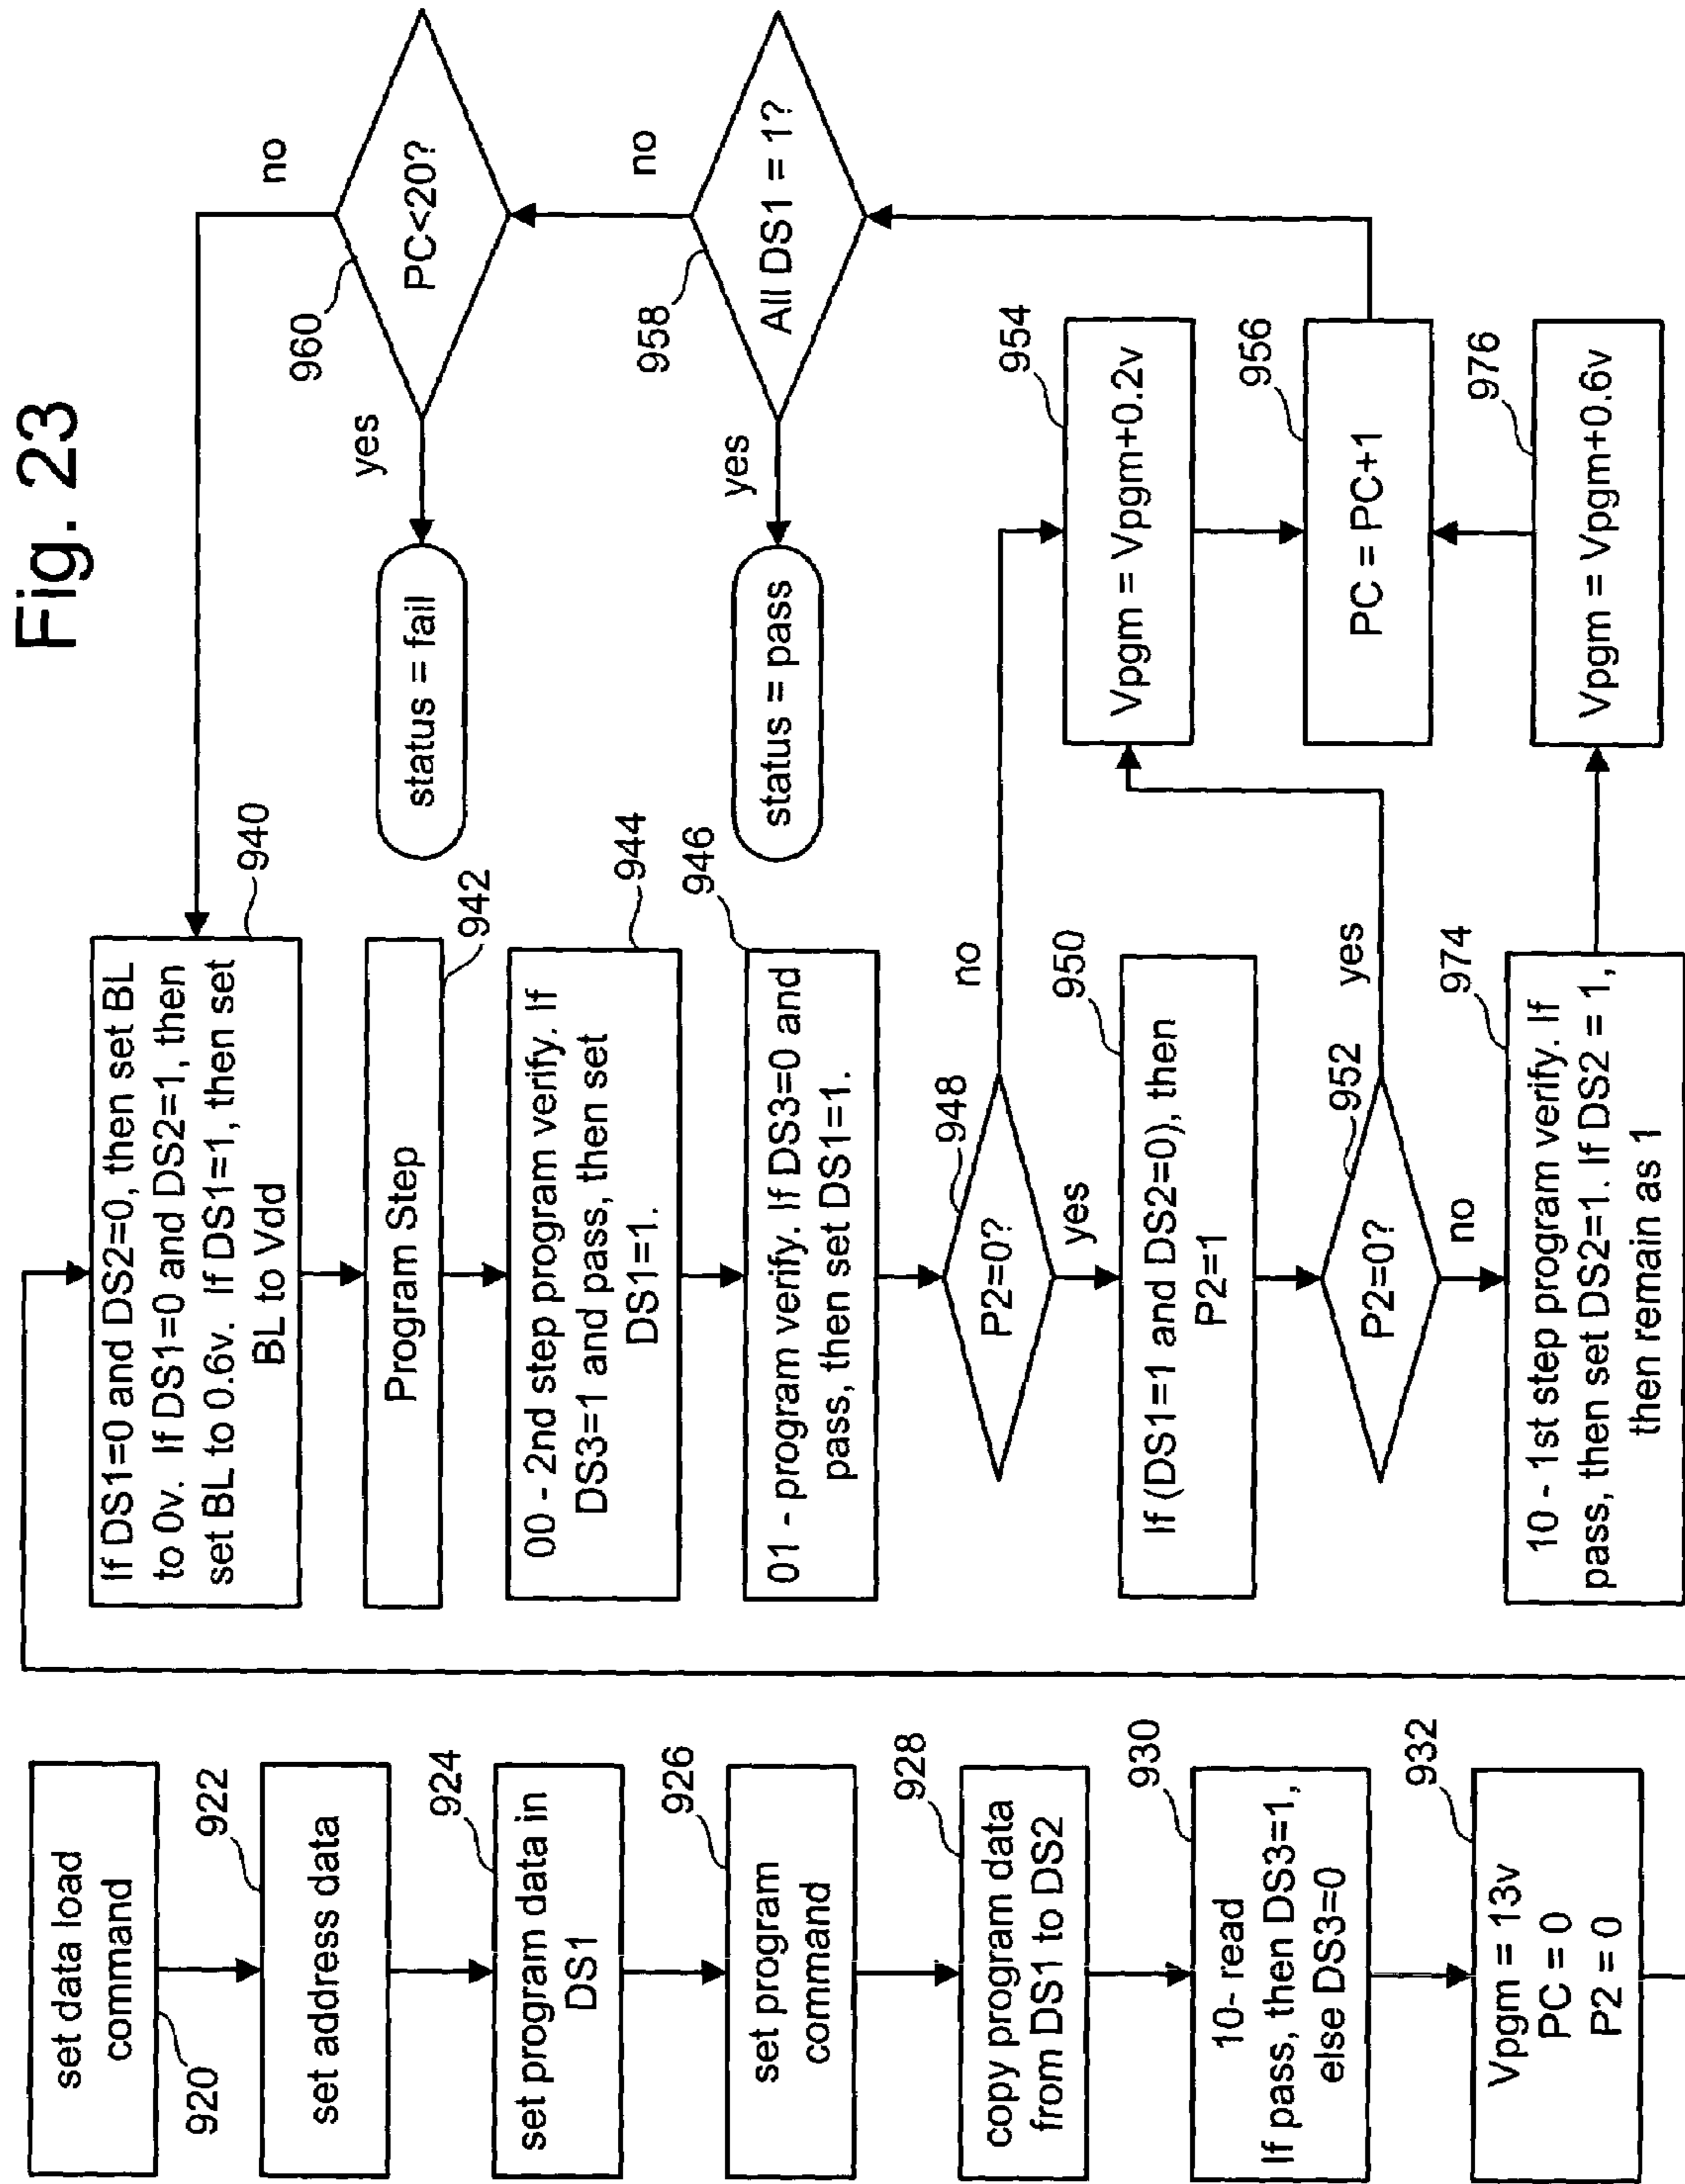 Fig. 23
set data load
command
920
set address data
922
set program data in
DS1
924
set program
command
926
copy program data
from DS1 to DS2
928
10- read
If pass, then DS3=1,
else DS3=0
930
Vpgm = 13v
PC = 0
P2 = 0
932
If DS1=0 and DS2=0, then set BL
to 0v. If DS1=0 and DS2=1, then
set BL to 0.6v. If DS1=1, then set
BL to Vdd
940
Program Step
942
00 - 2nd step program verify. If
DS3=1 and pass, then set
DS1=1.
944
01 - program verify. If DS3=0 and
pass, then set DS1=1.
946
P2=0?
948
no
yes
If (DS1=1 and DS2=0), then
P2=1
950
P2=0?
952
yes
no
10 - 1st step program verify. If
pass, then set DS2=1. If DS2 = 1,
then remain as 1
974
Vpgm = Vpgm+0.2v
954
PC = PC+1
956
Vpgm = Vpgm+0.6v
976
All DS1 = 1?
958
yes
no
status = pass
PC<20?
960
yes
no
status = fail